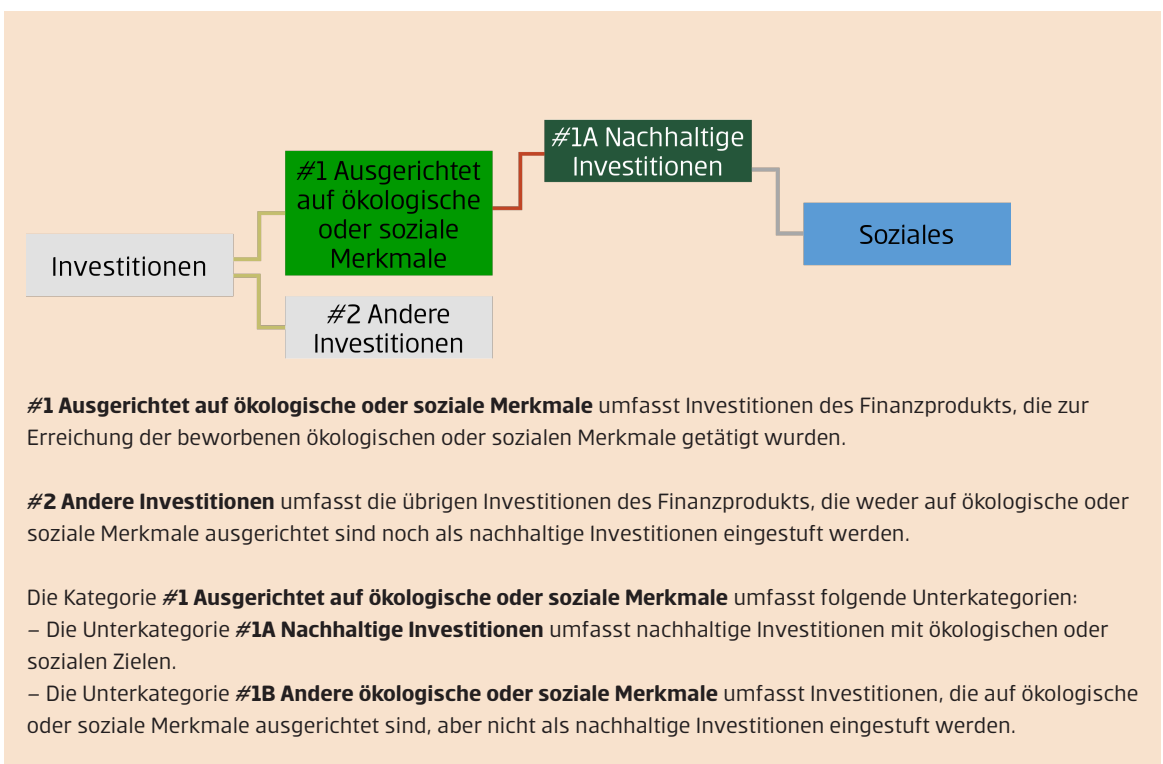 #1A Nachhaltige
Investitionen
#1 Ausgerichtet
auf ökologische
oder soziale
Merkmale
Soziales
Investitionen
#2 Andere
Investitionen
#1 Ausgerichtet auf ökologische oder soziale Merkmale umfasst Investitionen des Finanzprodukts, die zur
Erreichung der beworbenen ökologischen oder sozialen Merkmale getätigt wurden.
#2 Andere Investitionen umfasst die übrigen Investitionen des Finanzprodukts, die weder auf ökologische oder
soziale Merkmale ausgerichtet sind noch als nachhaltige Investitionen eingestuft werden.
Die Kategorie #1 Ausgerichtet auf ökologische oder soziale Merkmale umfasst folgende Unterkategorien:
– Die Unterkategorie #1A Nachhaltige Investitionen umfasst nachhaltige Investitionen mit ökologischen oder
sozialen Zielen.
– Die Unterkategorie #1B Andere ökologische oder soziale Merkmale umfasst Investitionen, die auf ökologische
oder soziale Merkmale ausgerichtet sind, aber nicht als nachhaltige Investitionen eingestuft werden.